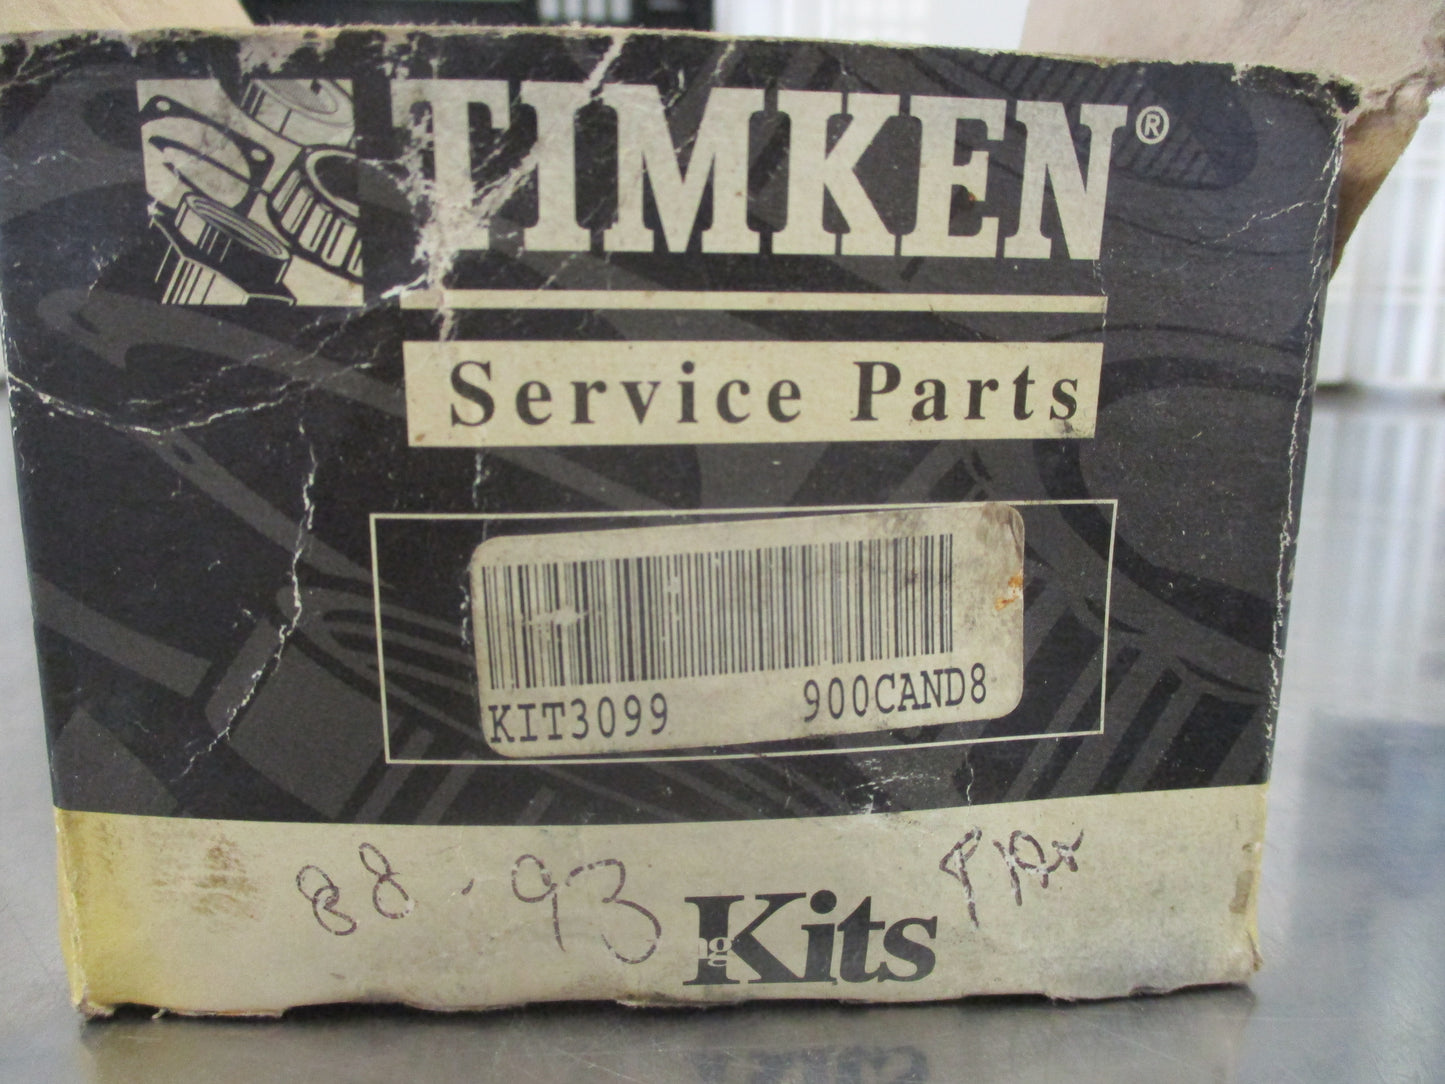 TIMKEN®
Service Parts
KIT3099 900CAND8
88-93
Kits